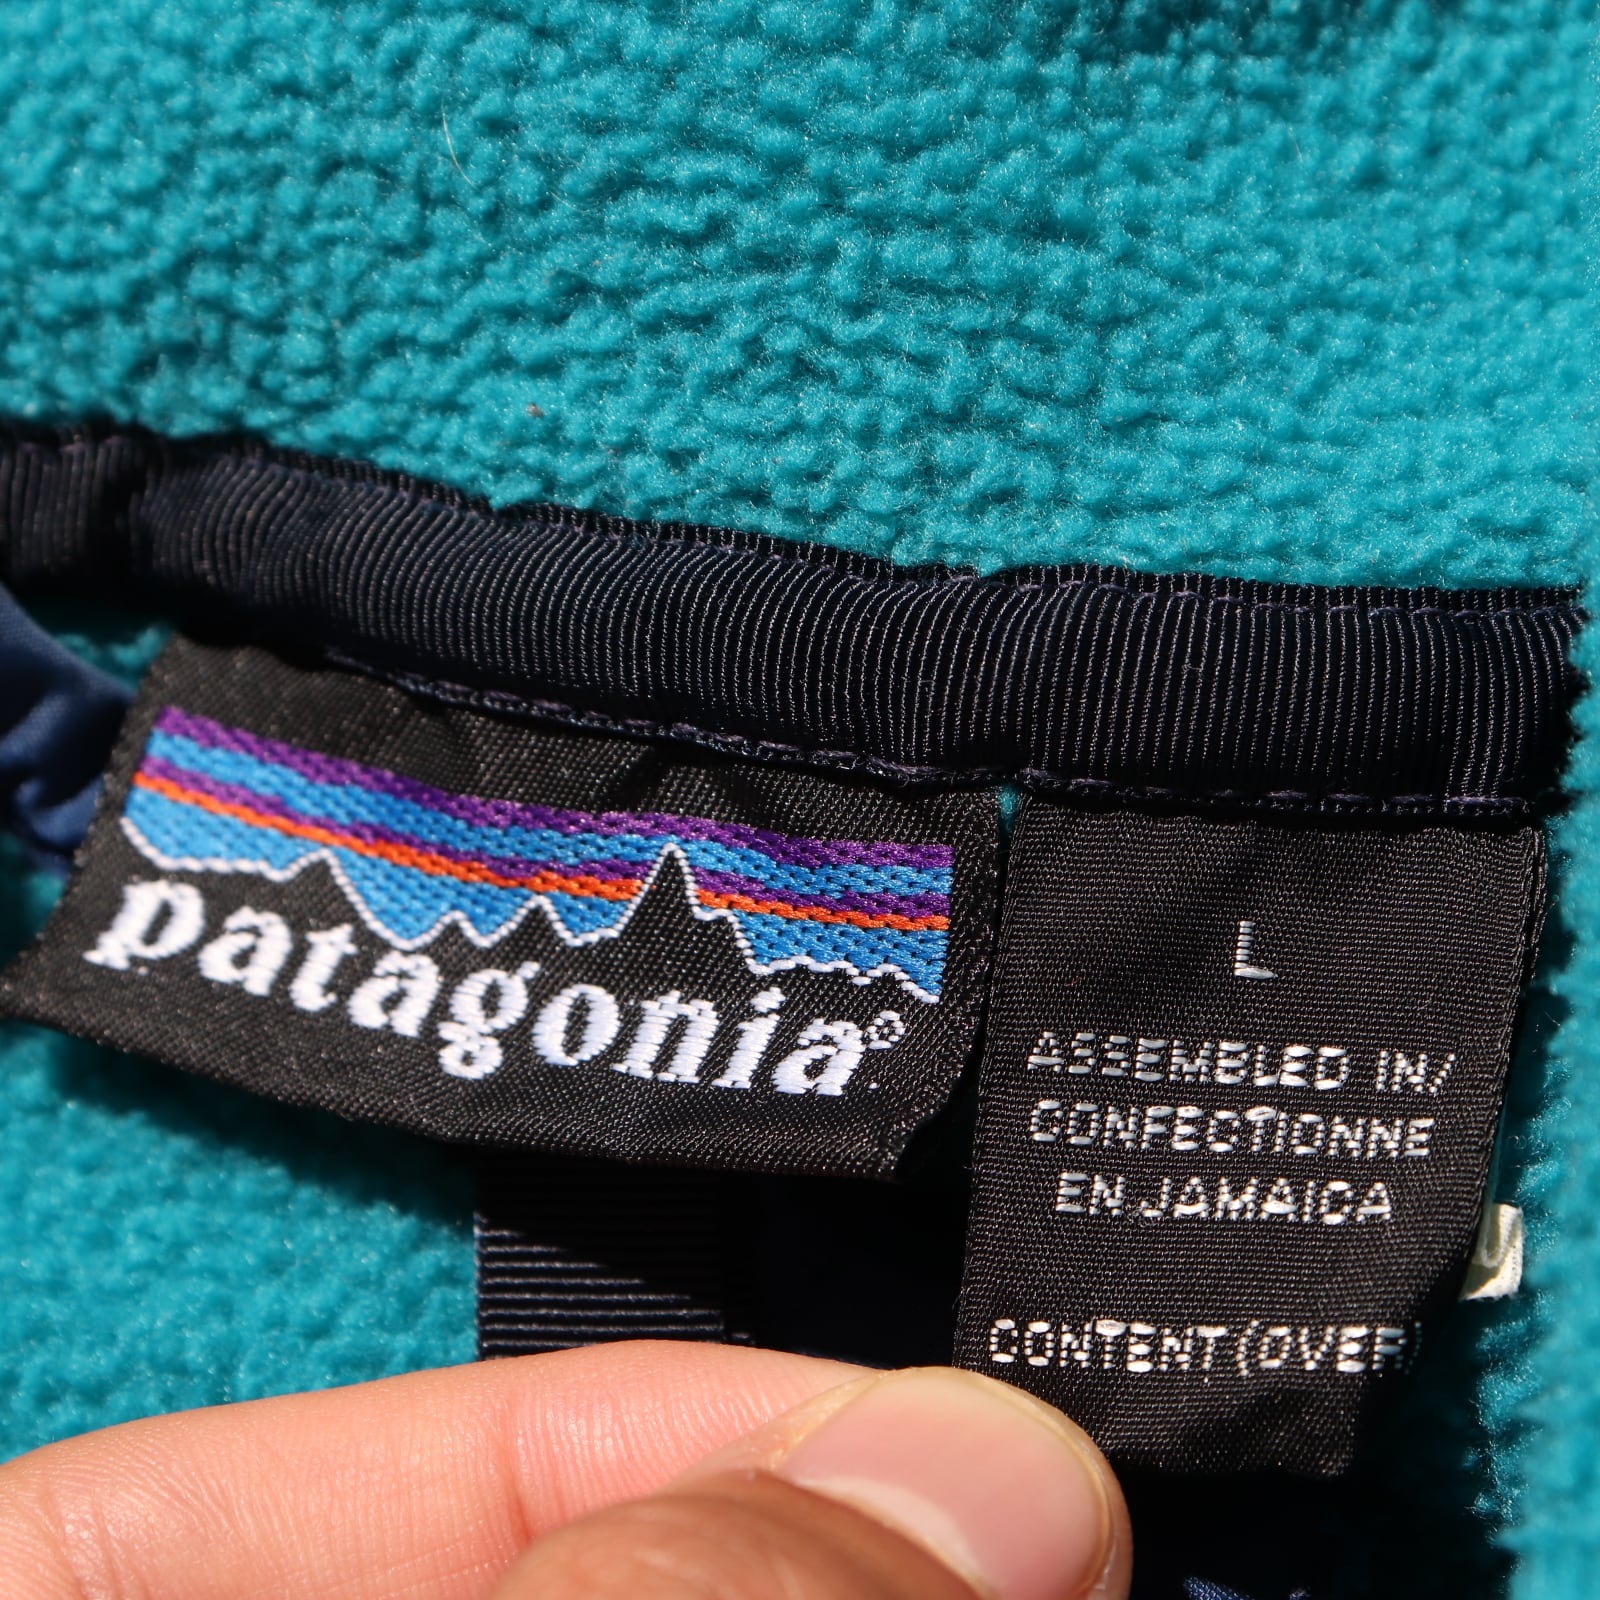 patagonia®
L
ASSEMBLED IN/
CONFECTIONNE
EN JAMAICA
CONTENT (OVER)